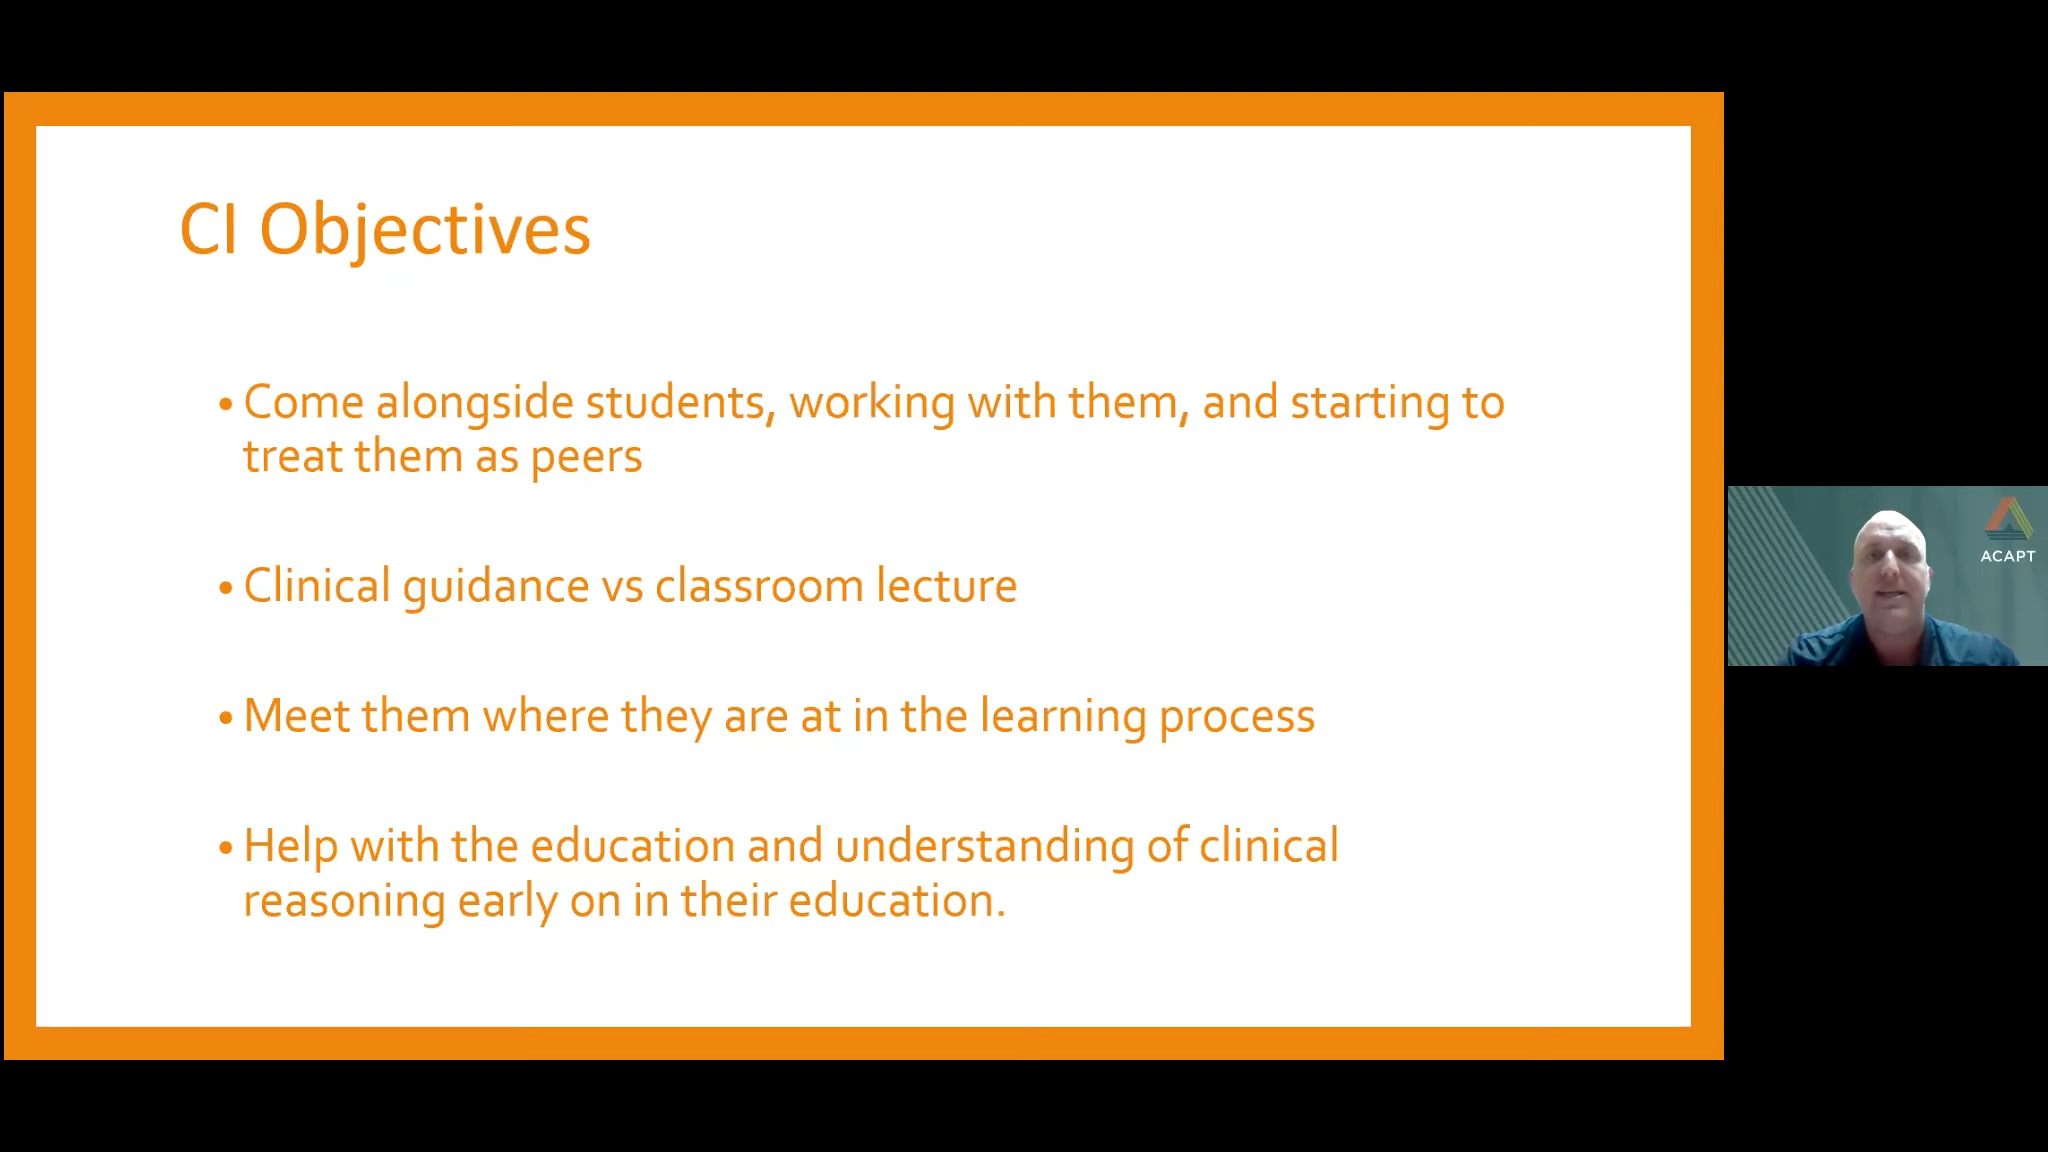 CI Objectives
• Come alongside students, working with them, and starting to
treat them as peers
• Clinical guidance vs classroom lecture
• Meet them where they are at in the learning process
• Help with the education and understanding of clinical
reasoning early on in their education.
ACAPT